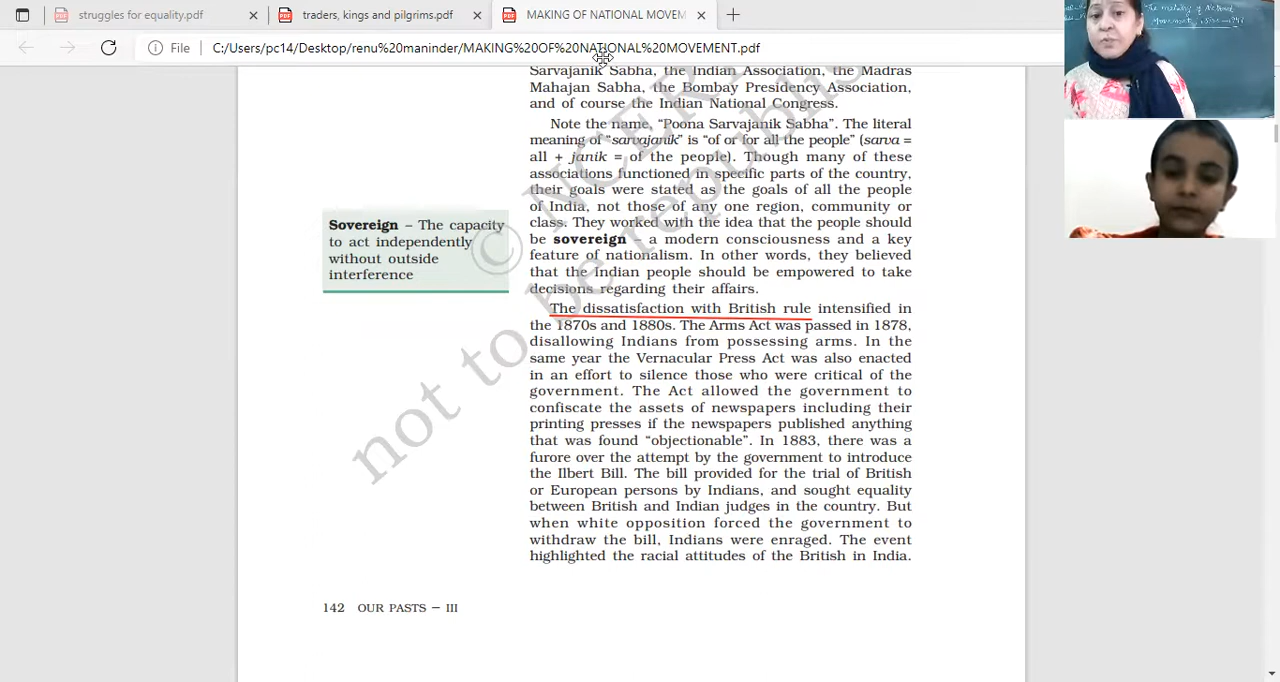 struggles for equality.pdf
traders, kings and pilgrims.pdf
MAKING OF NATIONAL MOVEM
File
C:/Users/pc14/Desktop/renu%20maninder/MAKING%20OF%20NATIONAL%20MOVEMENT.pdf
Sarvajanik Sabha, the Indian Association, the Madras
Mahajan Sabha, the Bombay Presidency Association,
and of course the Indian National Congress.
Note the name, “Poona Sarvajanik Sabha”. The literal
meaning of “sarvajanik” is “of or for all the people” (sarva =
all + janik = of the people). Though many of these
associations functioned in specific parts of the country,
their goals were stated as the goals of all the people
of India, not those of any one region, community or
class. They worked with the idea that the people should
be sovereign – a modern consciousness and a key
feature of nationalism. In other words, they believed
that the Indian people should be empowered to take
decisions regarding their affairs.
Sovereign – The capacity
to act independently
without outside
interference
The dissatisfaction with British rule intensified in
the 1870s and 1880s. The Arms Act was passed in 1878,
disallowing Indians from possessing arms. In the
same year the Vernacular Press Act was also enacted
in an effort to silence those who were critical of the
government. The Act allowed the government to
confiscate the assets of newspapers including their
printing presses if the newspapers published anything
that was found “objectionable”. In 1883, there was a
furore over the attempt by the government to introduce
the Ilbert Bill. The bill provided for the trial of British
or European persons by Indians, and sought equality
between British and Indian judges in the country. But
when white opposition forced the government to
withdraw the bill, Indians were enraged. The event
highlighted the racial attitudes of the British in India.
142 OUR PASTS – III
© NCERT
not to be republis